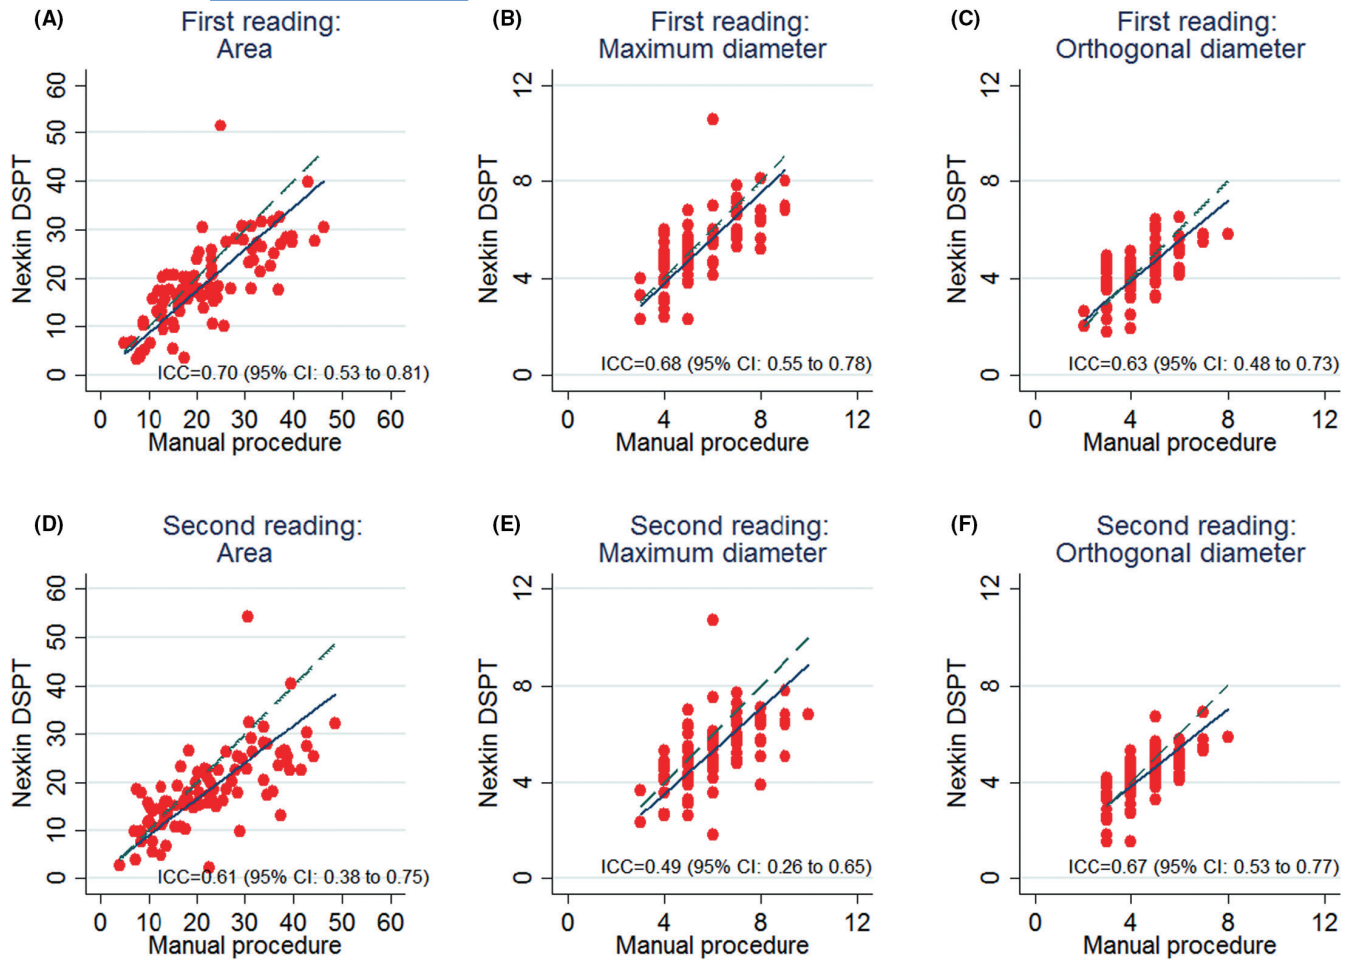 (A)
First reading:
Area
Nexkin DSPT
60
50
40
30
20
10
0
ICC=0.70 (95% CI: 0.53 to 0.81)
0 10 20 30 40 50 60
Manual procedure
(B)
First reading:
Maximum diameter
Nexkin DSPT
12
8
4
0
ICC=0.68 (95% CI: 0.55 to 0.78)
0 4 8 12
Manual procedure
(C)
First reading:
Orthogonal diameter
Nexkin DSPT
12
8
4
0
ICC=0.63 (95% CI: 0.48 to 0.73)
0 4 8 12
Manual procedure
(D)
Second reading:
Area
Nexkin DSPT
60
50
40
30
20
10
0
ICC=0.61 (95% CI: 0.38 to 0.75)
0 10 20 30 40 50 60
Manual procedure
(E)
Second reading:
Maximum diameter
Nexkin DSPT
12
8
4
0
ICC=0.49 (95% CI: 0.26 to 0.65)
0 4 8 12
Manual procedure
(F)
Second reading:
Orthogonal diameter
Nexkin DSPT
12
8
4
0
ICC=0.67 (95% CI: 0.53 to 0.77)
0 4 8 12
Manual procedure